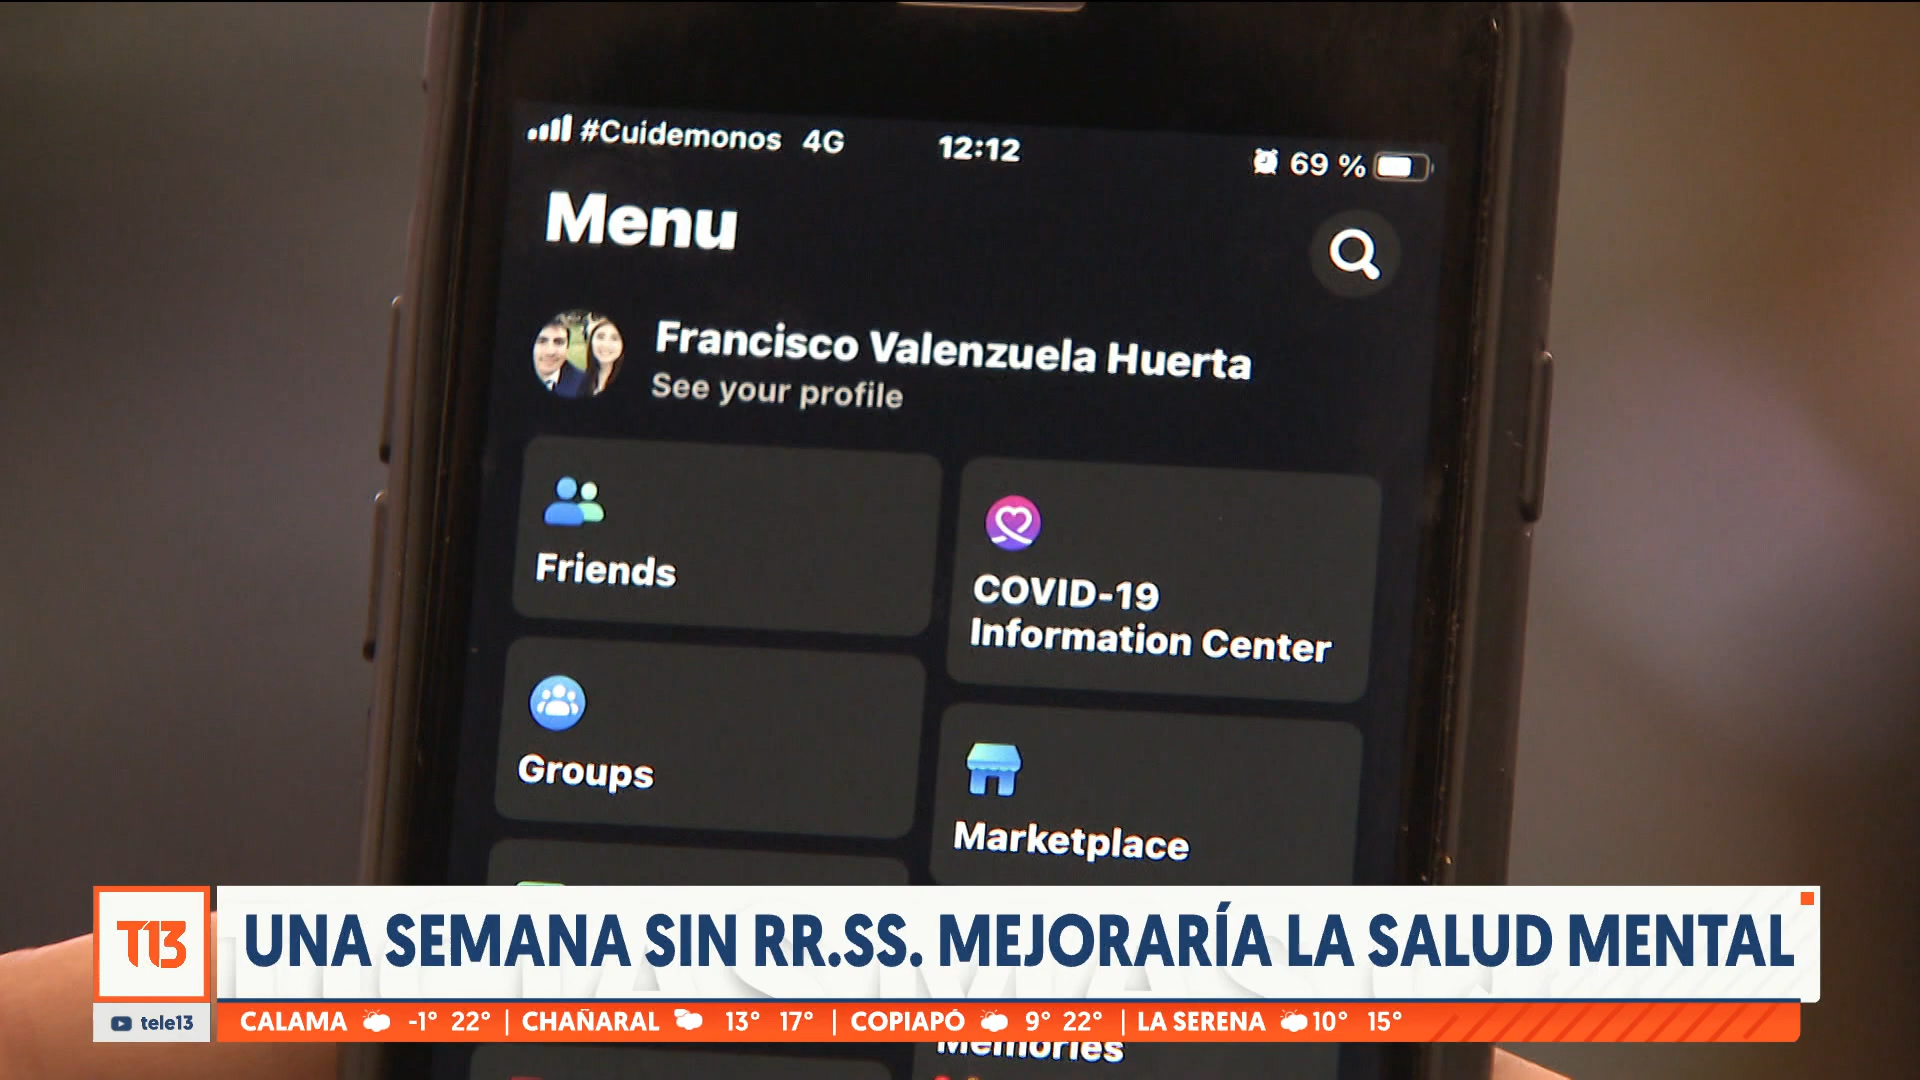 #Cuidemonos 4G 12:12 69 %
Menu
Francisco Valenzuela Huerta
See your profile
Friends
COVID-19
Information Center
Groups
Marketplace
T13 UNA SEMANA SIN RR.SS. MEJORARÍA LA SALUD MENTAL
tele13 CALAMA -1° 22° | CHAÑARAL 13° 17° | COPIAPÓ 9° 22° | LA SERENA 10° 15°
Memories